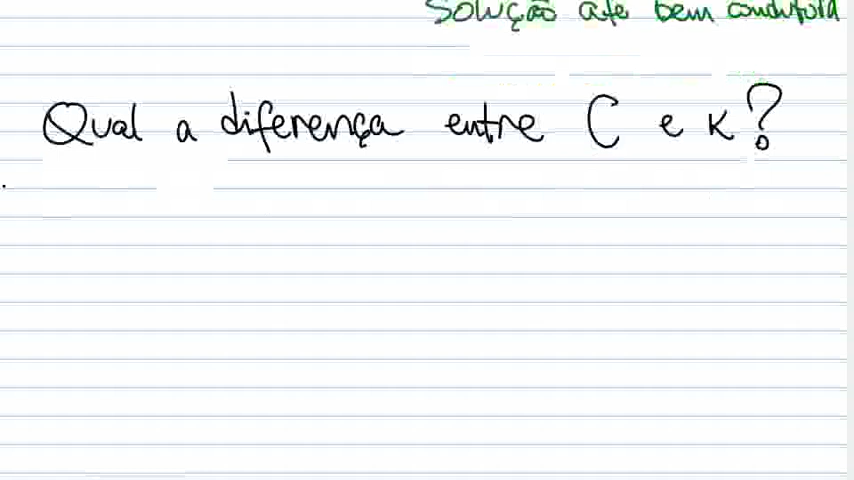 Solução até bem condutora
Qual a diferença entre C e κ?